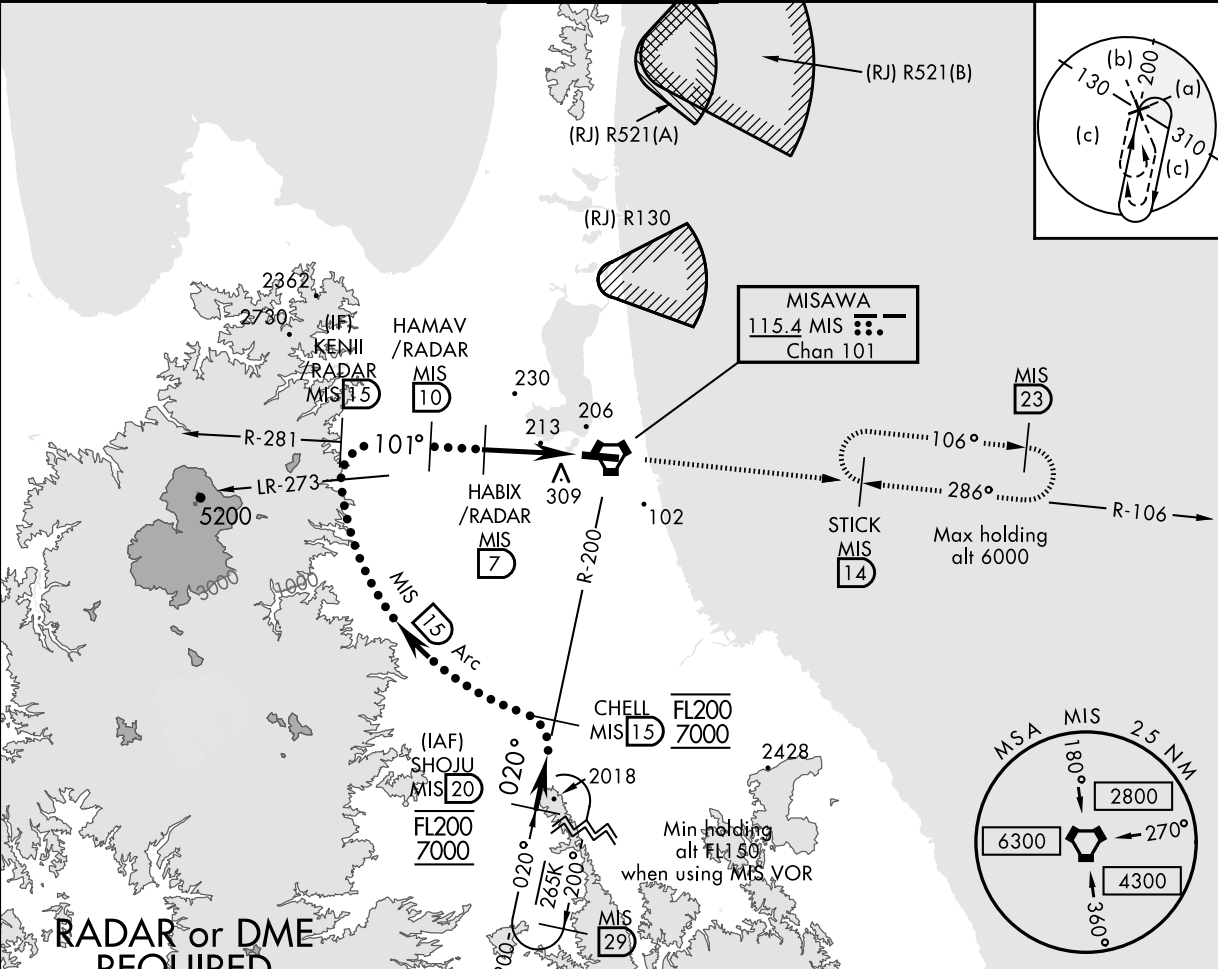 (RJ) R521(B)
(RJ) R521(A)
(b)
200
130
(a)
(c)
310
(c)
(RJ) R130
MISAWA
115.4 MIS
Chan 101
2362
2730
(IF)
KENII
/RADAR
MIS 15
HAMAV
/RADAR
MIS
10
230
206
213
MIS
23
R-281
101°
106°
LR-273
5200
309
102
286°
R-106
HABIX
/RADAR
MIS
7
STICK
MIS
14
Max holding
alt 6000
R-200
3000
1000
MIS 15 Arc
CHELL
MIS 15
FL200
7000
(IAF)
SHOJU
MIS 20
FL200
7000
020°
2018
2428
Min holding
alt FL150
when using MIS VOR
020°
265K
200°
MIS
29
MSA MIS 25 NM
180°
2800
6300
270°
4300
360°
RADAR or DME
REQUIRED